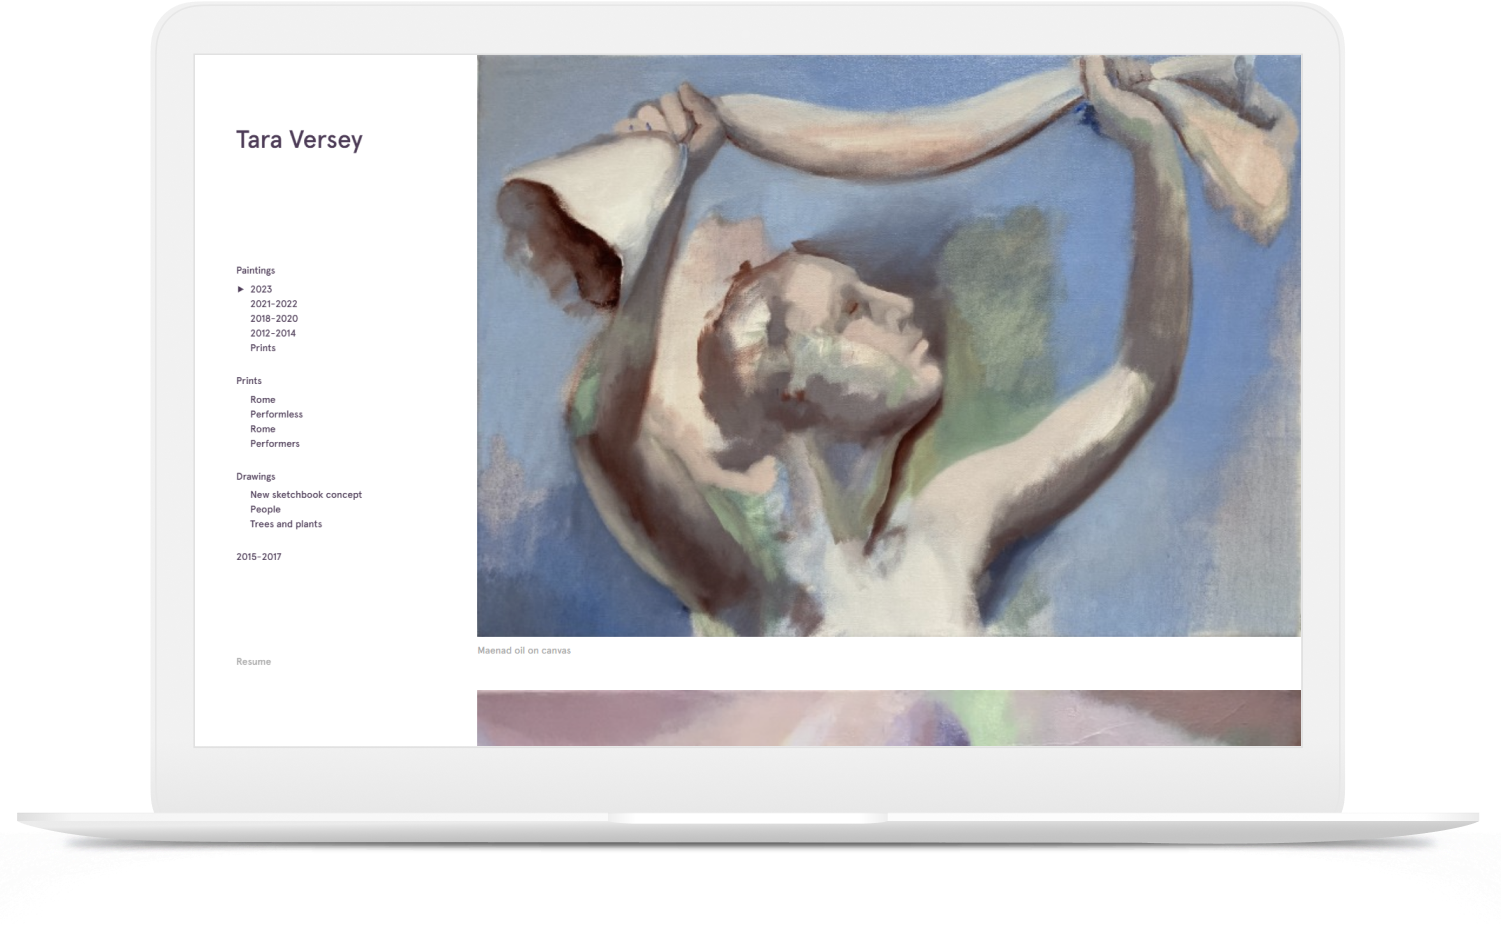 Tara Versey
Paintings
2023
2021-2022
2018-2020
2012-2014
Prints
Prints
Rome
Performless
Rome
Performers
Drawings
New sketchbook concept
People
Trees and plants
2015-2017
Resume
Maenad oil on canvas